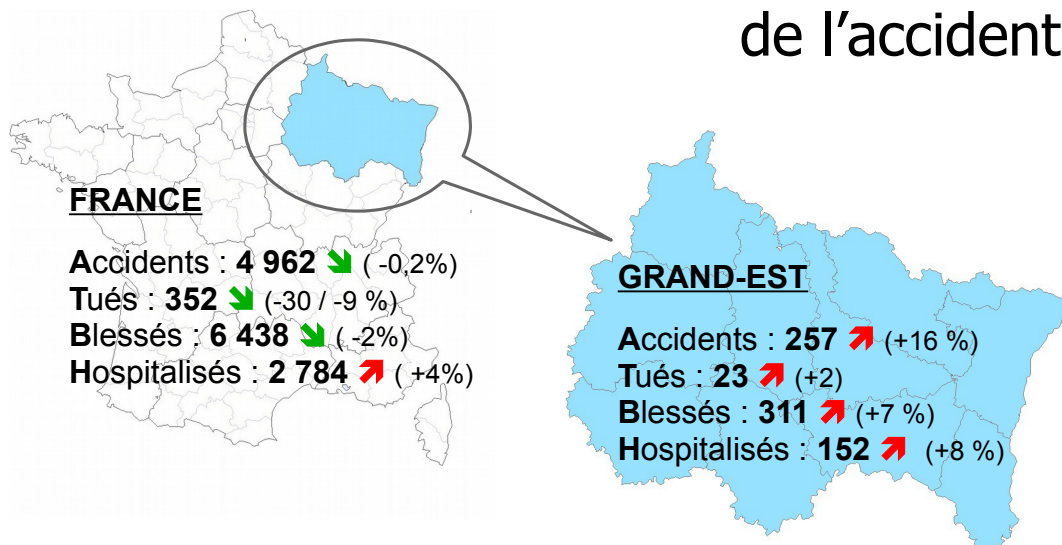 de l’accident
FRANCE
Accidents : 4 962 (-0,2%)
Tués : 352 (-30 / -9 %)
Blessés : 6 438 ( -2%)
Hospitalisés : 2 784 ( +4%)
GRAND-EST
Accidents : 257 (+16 %)
Tués : 23 (+2)
Blessés : 311 (+7 %)
Hospitalisés : 152 (+8 %)